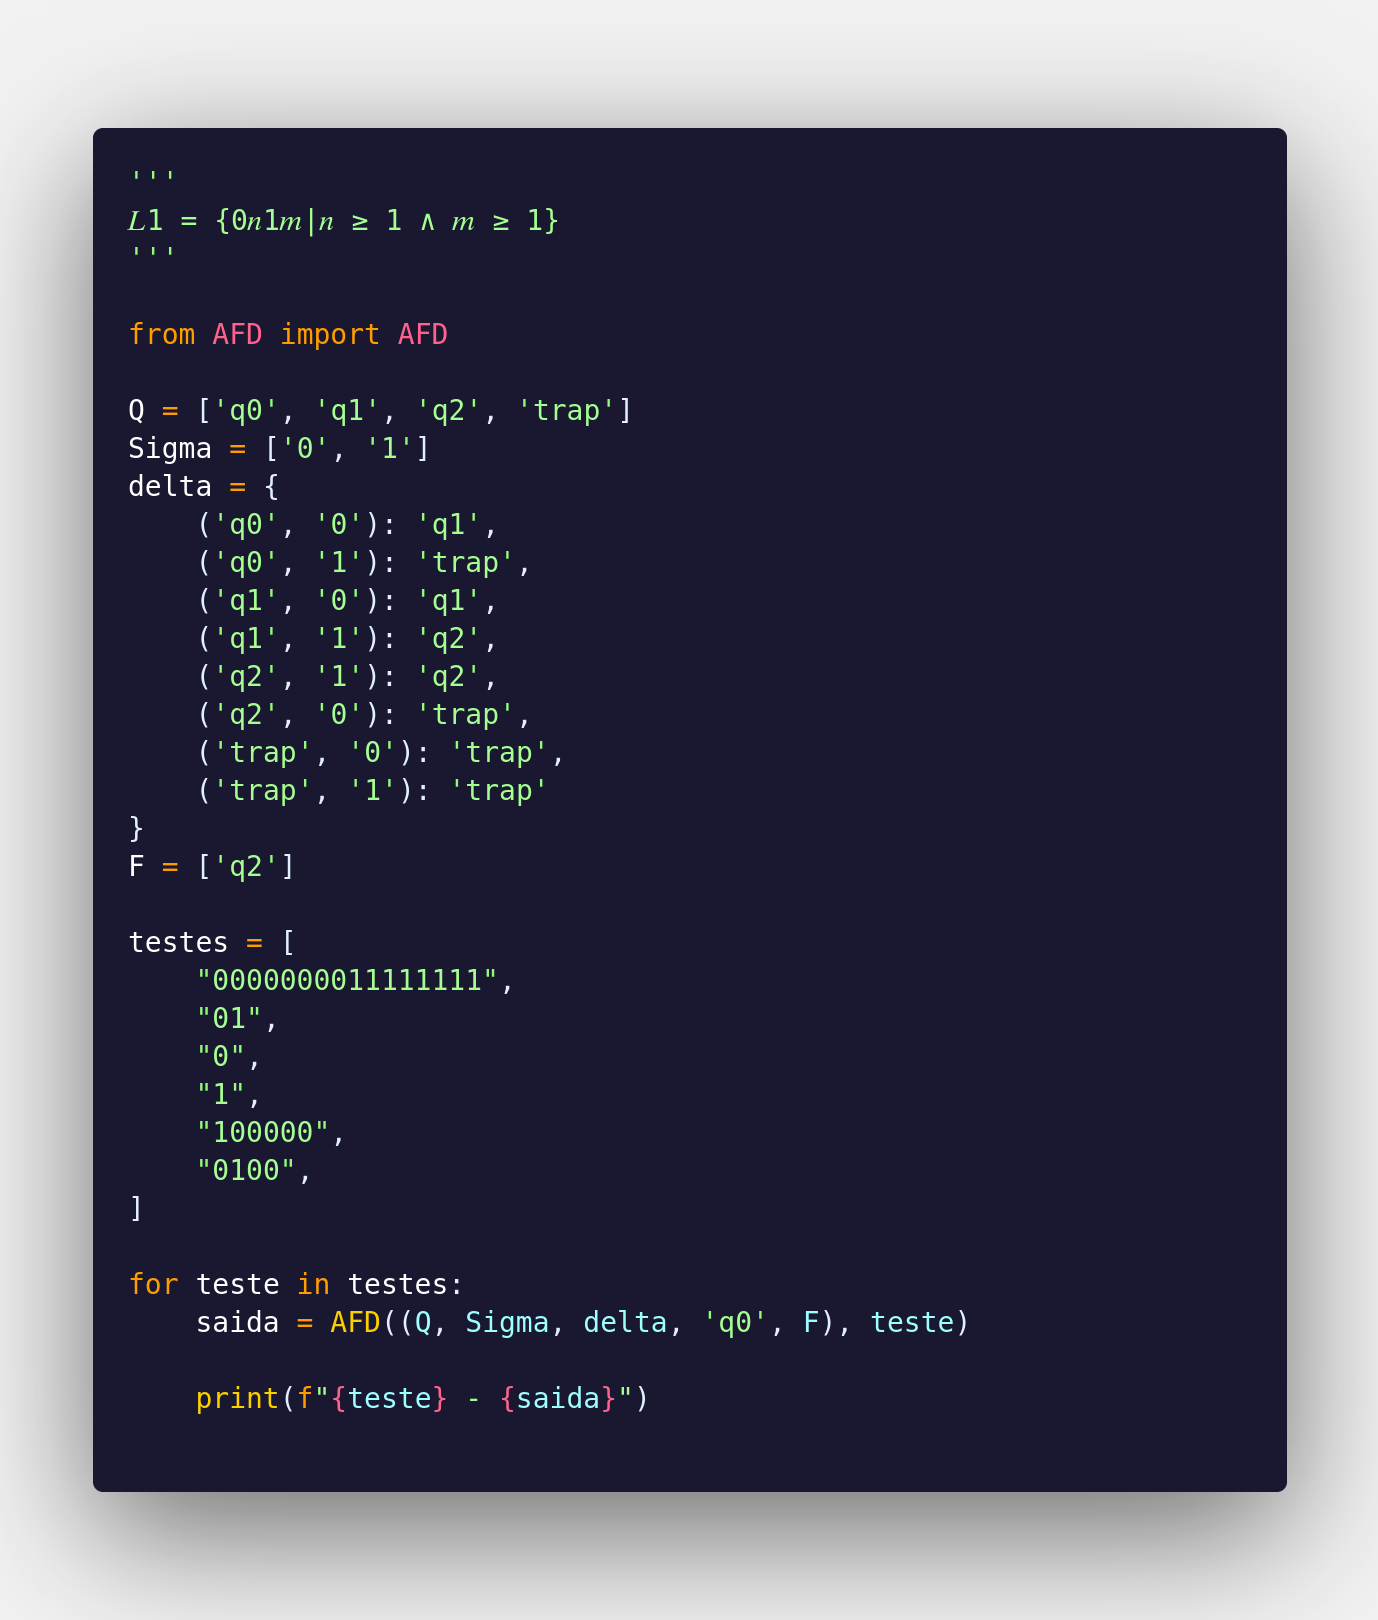 '''
𝐿1 = {0𝑛1𝑚|𝑛 ≥ 1 ∧ 𝑚 ≥ 1}
'''
from AFD import AFD
Q = ['q0', 'q1', 'q2', 'trap']
Sigma = ['0', '1']
delta = {
    ('q0', '0'): 'q1',
    ('q0', '1'): 'trap',
    ('q1', '0'): 'q1',
    ('q1', '1'): 'q2',
    ('q2', '1'): 'q2',
    ('q2', '0'): 'trap',
    ('trap', '0'): 'trap',
    ('trap', '1'): 'trap'
}
F = ['q2']
testes = [
    "0000000011111111",
    "01",
    "0",
    "1",
    "100000",
    "0100",
]
for teste in testes:
    saida = AFD((Q, Sigma, delta, 'q0', F), teste)
    print(f"{teste} - {saida}")